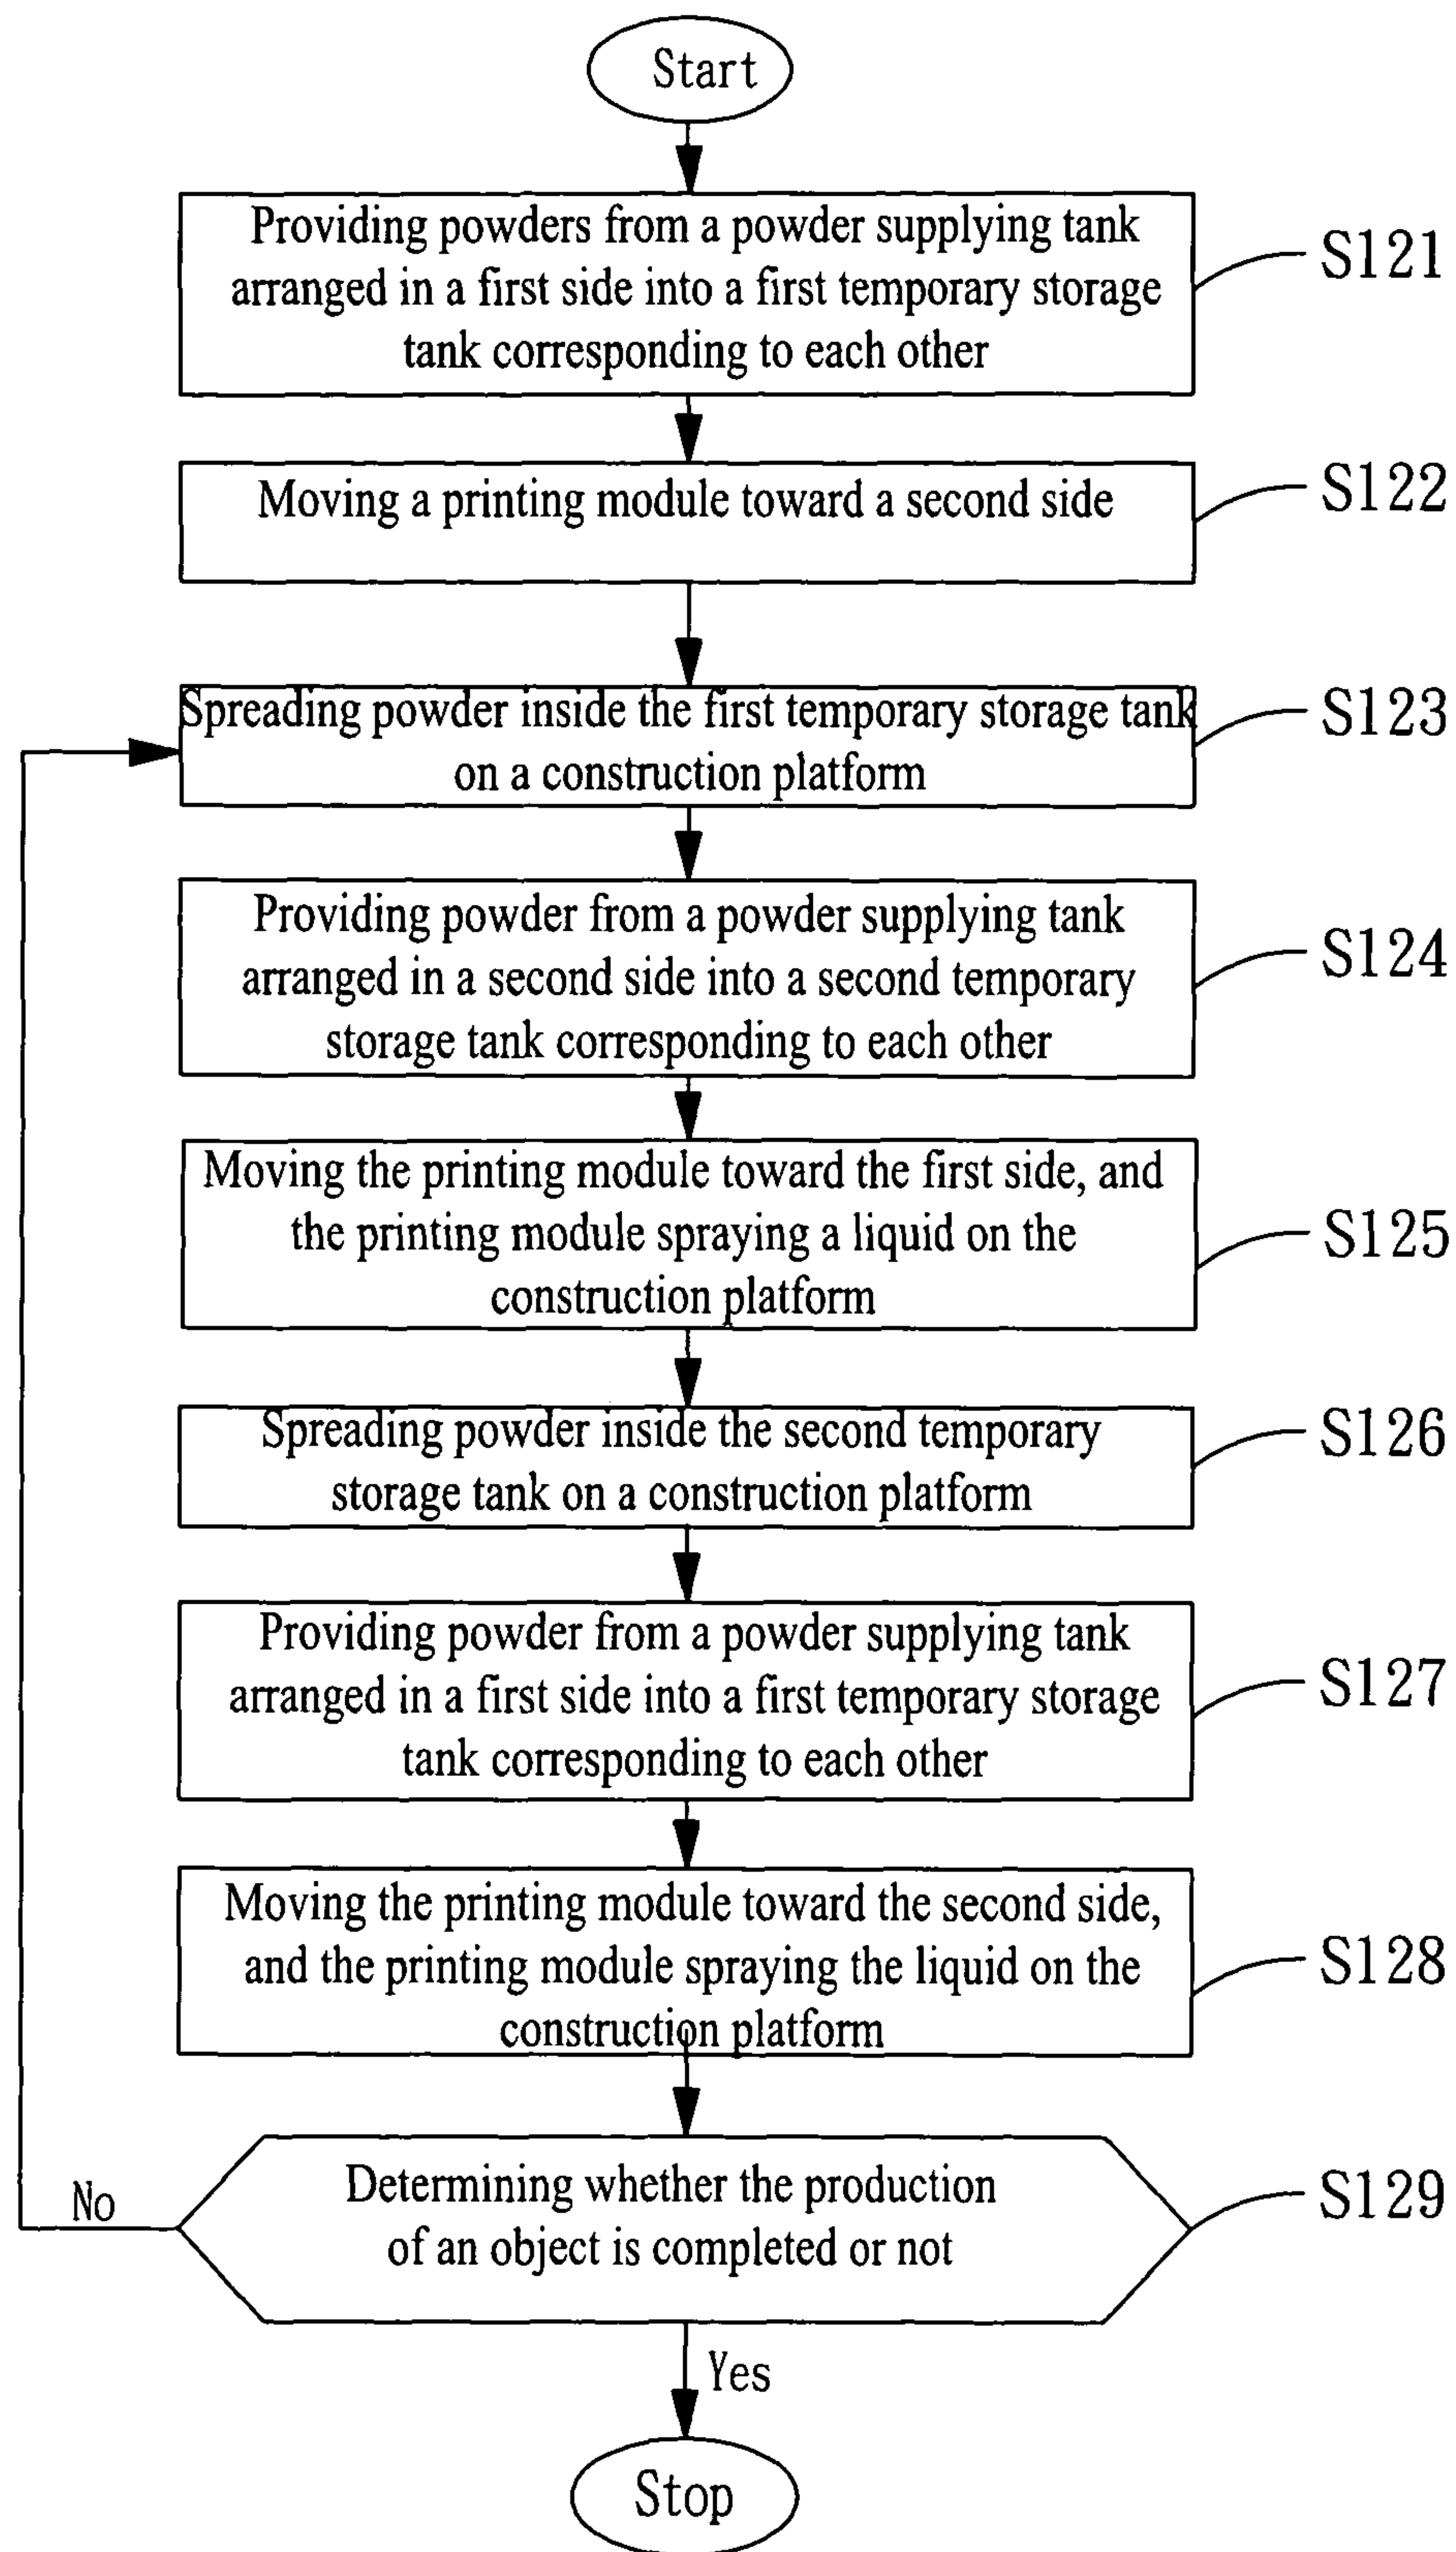 Start
Providing powders from a powder supplying tank
arranged in a first side into a first temporary storage
tank corresponding to each other
S121
Moving a printing module toward a second side
S122
Spreading powder inside the first temporary storage tank
on a construction platform
S123
Providing powder from a powder supplying tank
arranged in a second side into a second temporary
storage tank corresponding to each other
S124
Moving the printing module toward the first side, and
the printing module spraying a liquid on the
construction platform
S125
Spreading powder inside the second temporary
storage tank on a construction platform
S126
Providing powder from a powder supplying tank
arranged in a first side into a first temporary storage
tank corresponding to each other
S127
Moving the printing module toward the second side,
and the printing module spraying the liquid on the
construction platform
S128
Determining whether the production
of an object is completed or not
S129
No
Yes
Stop